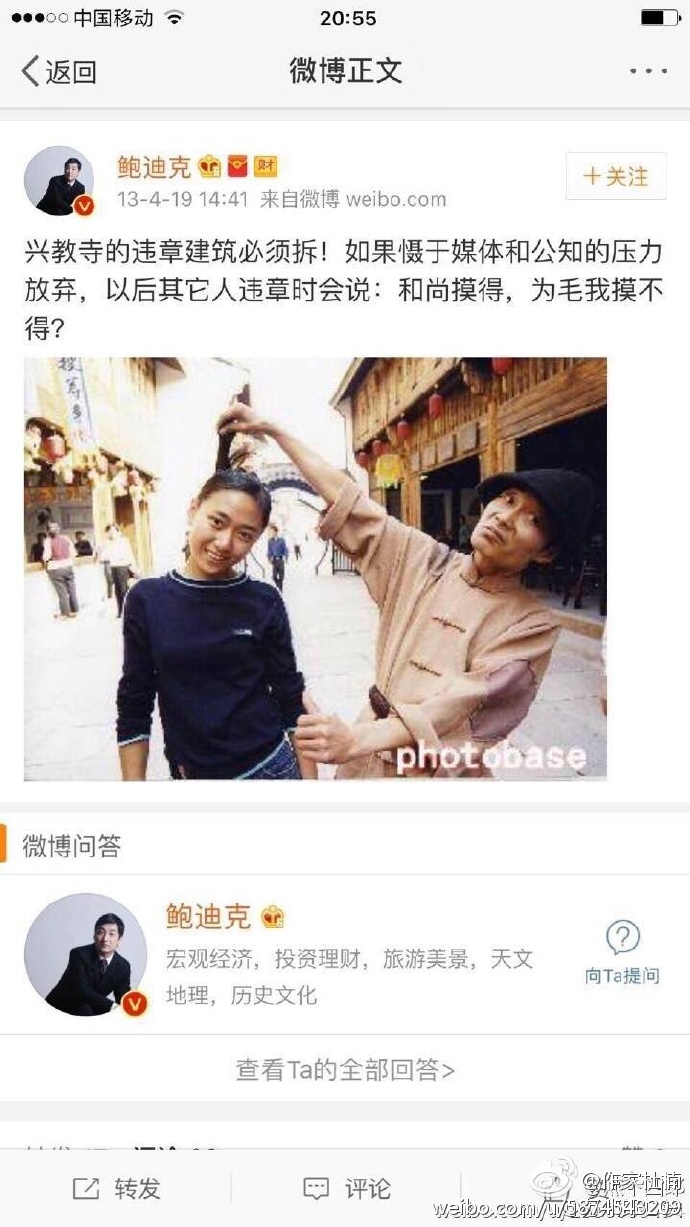 中国移动
20:55
返回
微博正文
鲍迪克
财
13-4-19 14:41 来自微博 weibo.com
+关注
兴教寺的违章建筑必须拆！如果慑于媒体和公知的压力
放弃，以后其它人违章时会说：和尚摸得，为毛我摸不
得？
photobase
微博问答
鲍迪克
宏观经济，投资理财，旅游美景，天文
地理，历史文化
向Ta提问
查看Ta的全部回答>
转发
评论
@作家杜
weibo.com/u/